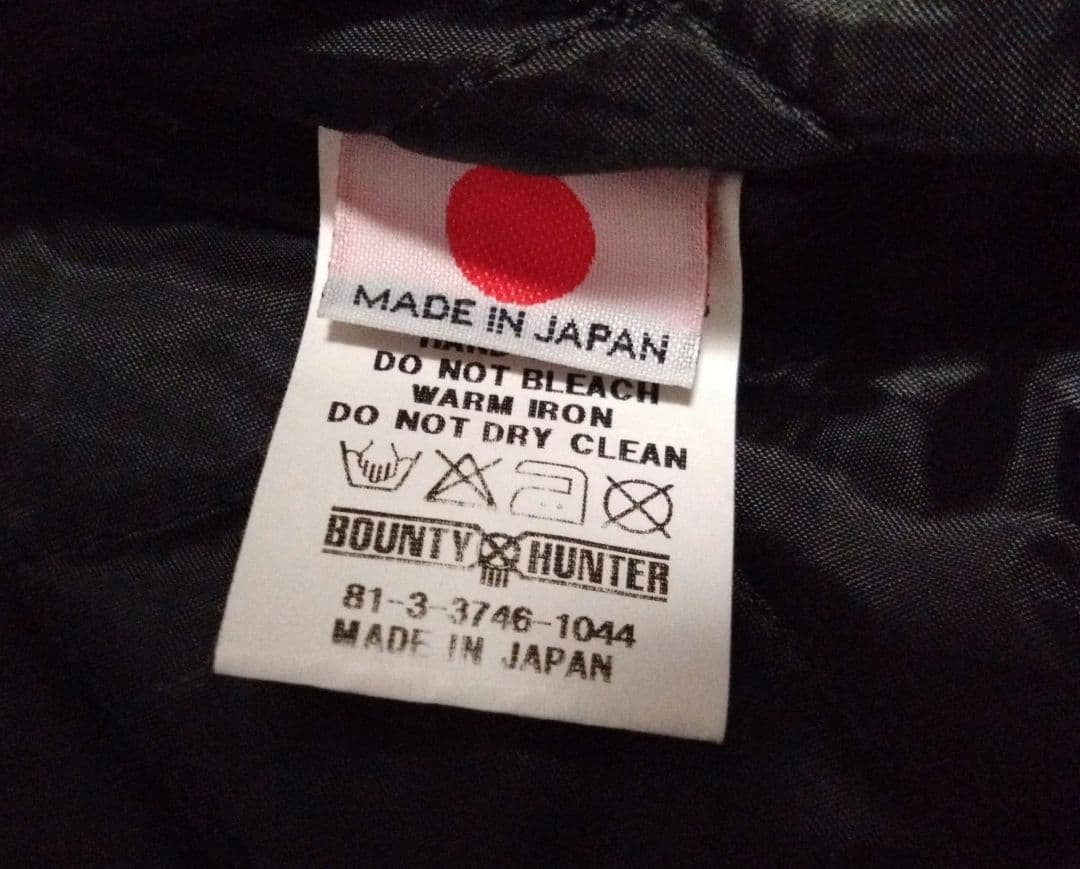 MADE IN JAPAN
DO NOT BLEACH
WARM IRON
DO NOT DRY CLEAN
BOUNTY HUNTER
81-3-3746-1044
MADE IN JAPAN